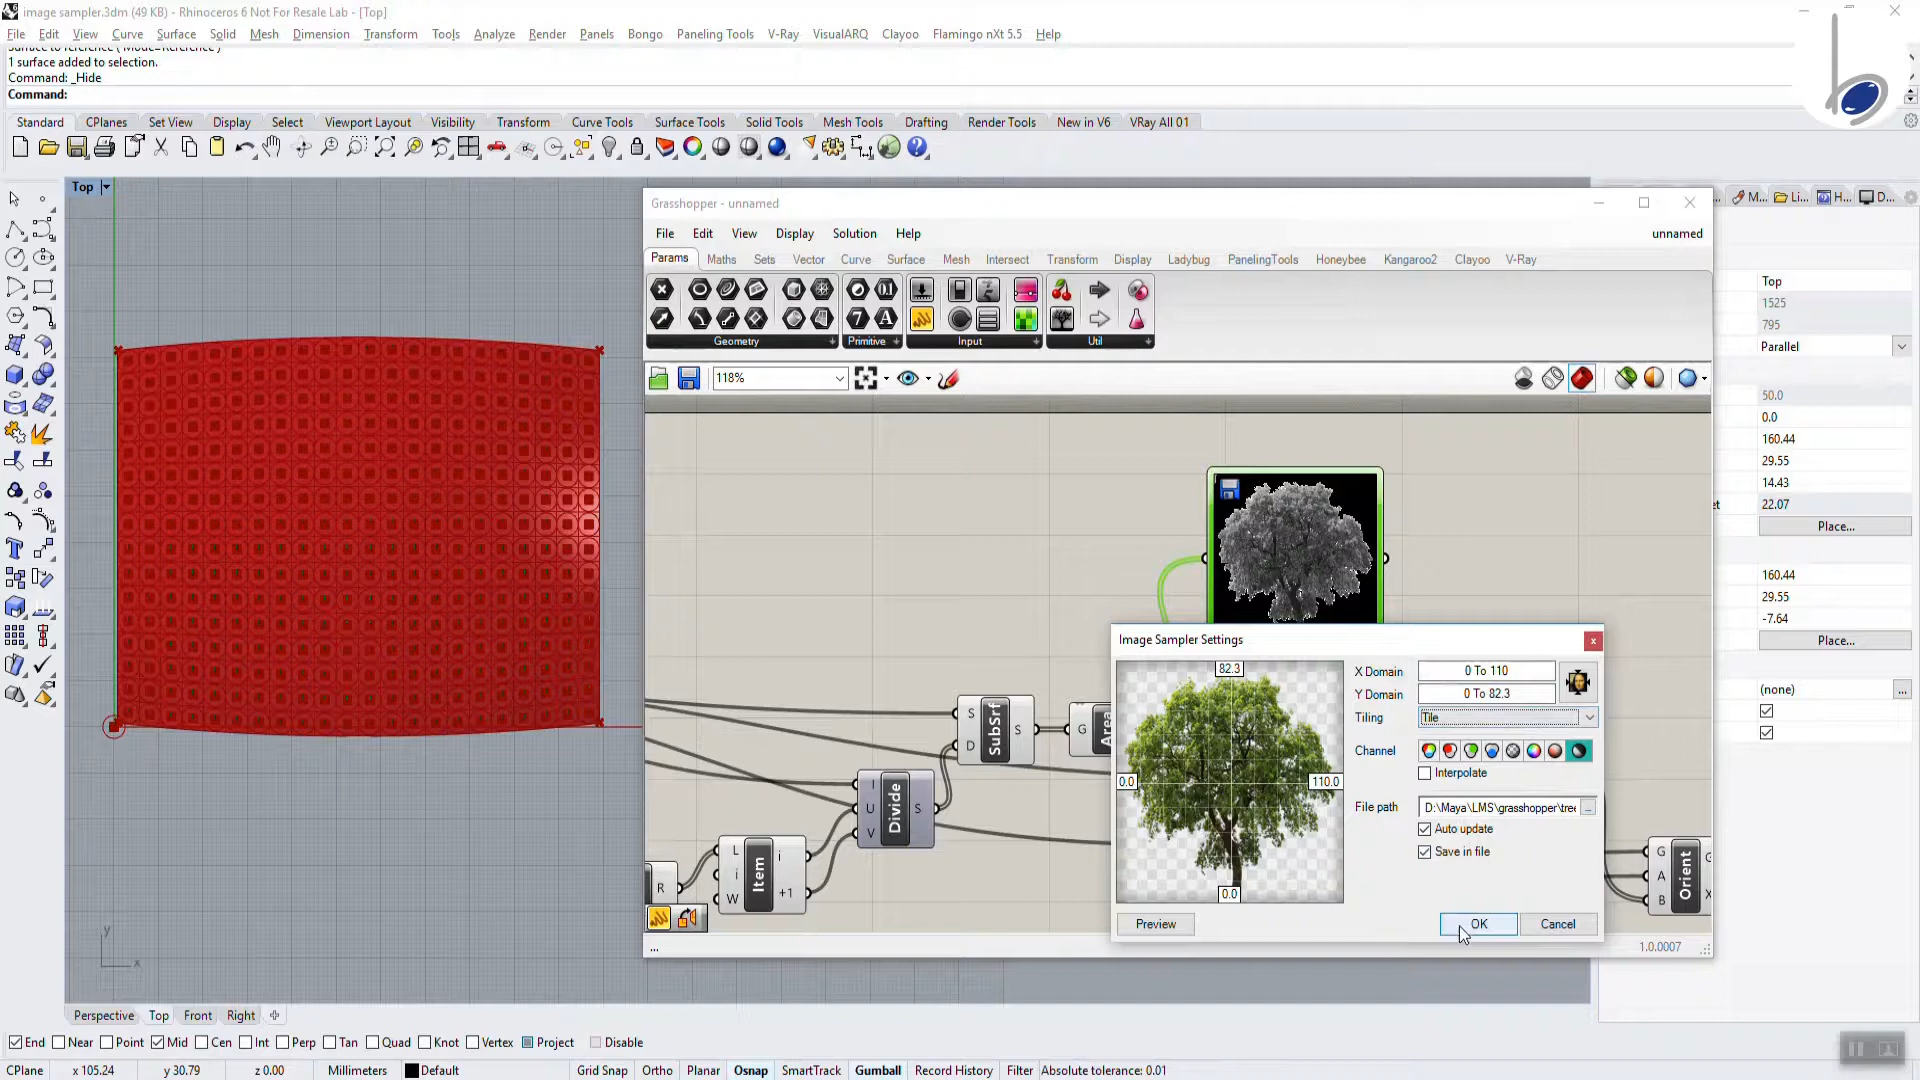 image sampler.3dm (49 KB) - Rhinoceros 6 Not For Resale Lab - [Top]
File Edit View Curve Surface Solid Mesh Dimension Transform Tools Analyze Render Panels Bongo Paneling Tools V-Ray VisualARQ Clayoo Flamingo nXt 5.5 Help
Surface to reference ( Mode=Reference )
1 surface added to selection.
Command: _Hide
Command:
Standard CPlanes Set View Display Select Viewport Layout Visibility Transform Curve Tools Surface Tools Solid Tools Mesh Tools Drafting Render Tools New in V6 VRay All 01
Top
M... Li... H... D...
Grasshopper - unnamed
File Edit View Display Solution Help unnamed
Params Maths Sets Vector Curve Surface Mesh Intersect Transform Display Ladybug PanelingTools Honeybee Kangaroo2 Clayoo V-Ray
Geometry Primitive Input Util
118%
Top
1525
795
Parallel
50.0
0.0
160.44
29.55
14.43
22.07
Place...
160.44
29.55
-7.64
Place...
(none)
...
S D SubSrf S
G Area
I U V Divide S
L i W Item i +1
R
G A B Orient G X
Image Sampler Settings
82.3
0.0
110.0
0.0
X Domain 0 To 110
Y Domain 0 To 82.3
Tiling Tile
Channel
Interpolate
File path D:\Maya\LMS\grasshopper\tree ...
Auto update
Save in file
Preview OK Cancel
... 1.0.0007
y
x
Perspective Top Front Right
End Near Point Mid Cen Int Perp Tan Quad Knot Vertex Project Disable
CPlane x 105.24 y 30.79 z 0.00 Millimeters Default Grid Snap Ortho Planar Osnap SmartTrack Gumball Record History Filter Absolute tolerance: 0.01